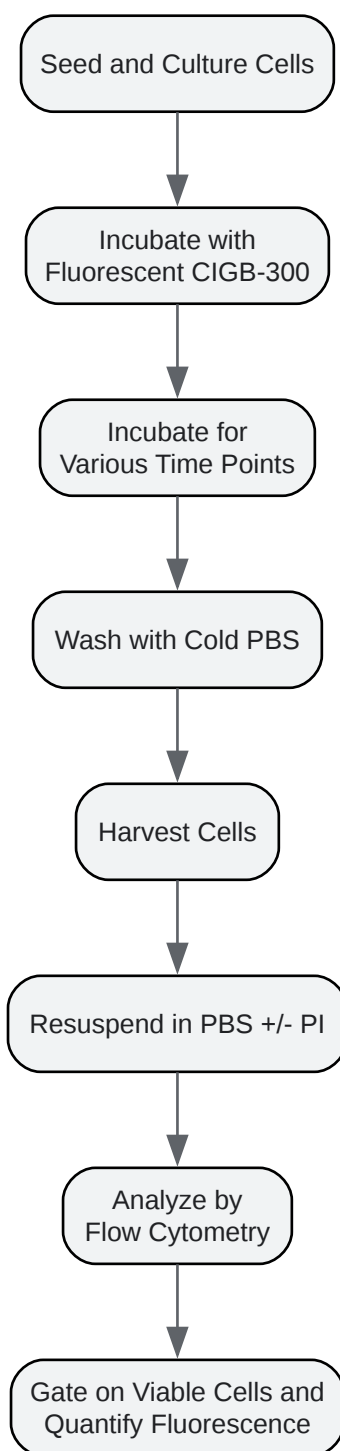 Seed and Culture Cells
Incubate with
Fluorescent CIGB-300
Incubate for
Various Time Points
Wash with Cold PBS
Harvest Cells
Resuspend in PBS +/- PI
Analyze by
Flow Cytometry
Gate on Viable Cells and
Quantify Fluorescence